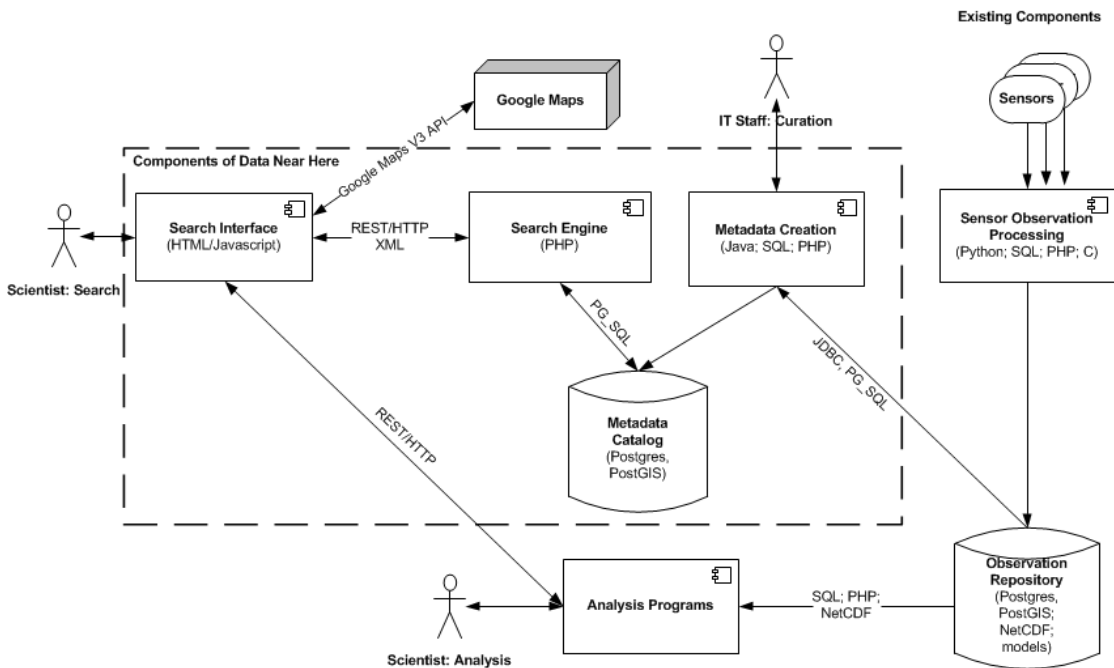 Existing Components
Google Maps
Sensors
IT Staff: Curation
Google Maps V3 API
Components of Data Near Here
Search Interface
(HTML/Javascript)
REST/HTTP
XML
Search Engine
(PHP)
Metadata Creation
(Java; SQL; PHP)
Sensor Observation
Processing
(Python; SQL; PHP; C)
Scientist: Search
PG_SQL
JDBC, PG_SQL
REST/HTTP
Metadata
Catalog
(Postgres,
PostGIS)
Observation
Repository
(Postgres,
PostGIS;
NetCDF;
models)
Analysis Programs
SQL; PHP;
NetCDF
Scientist: Analysis